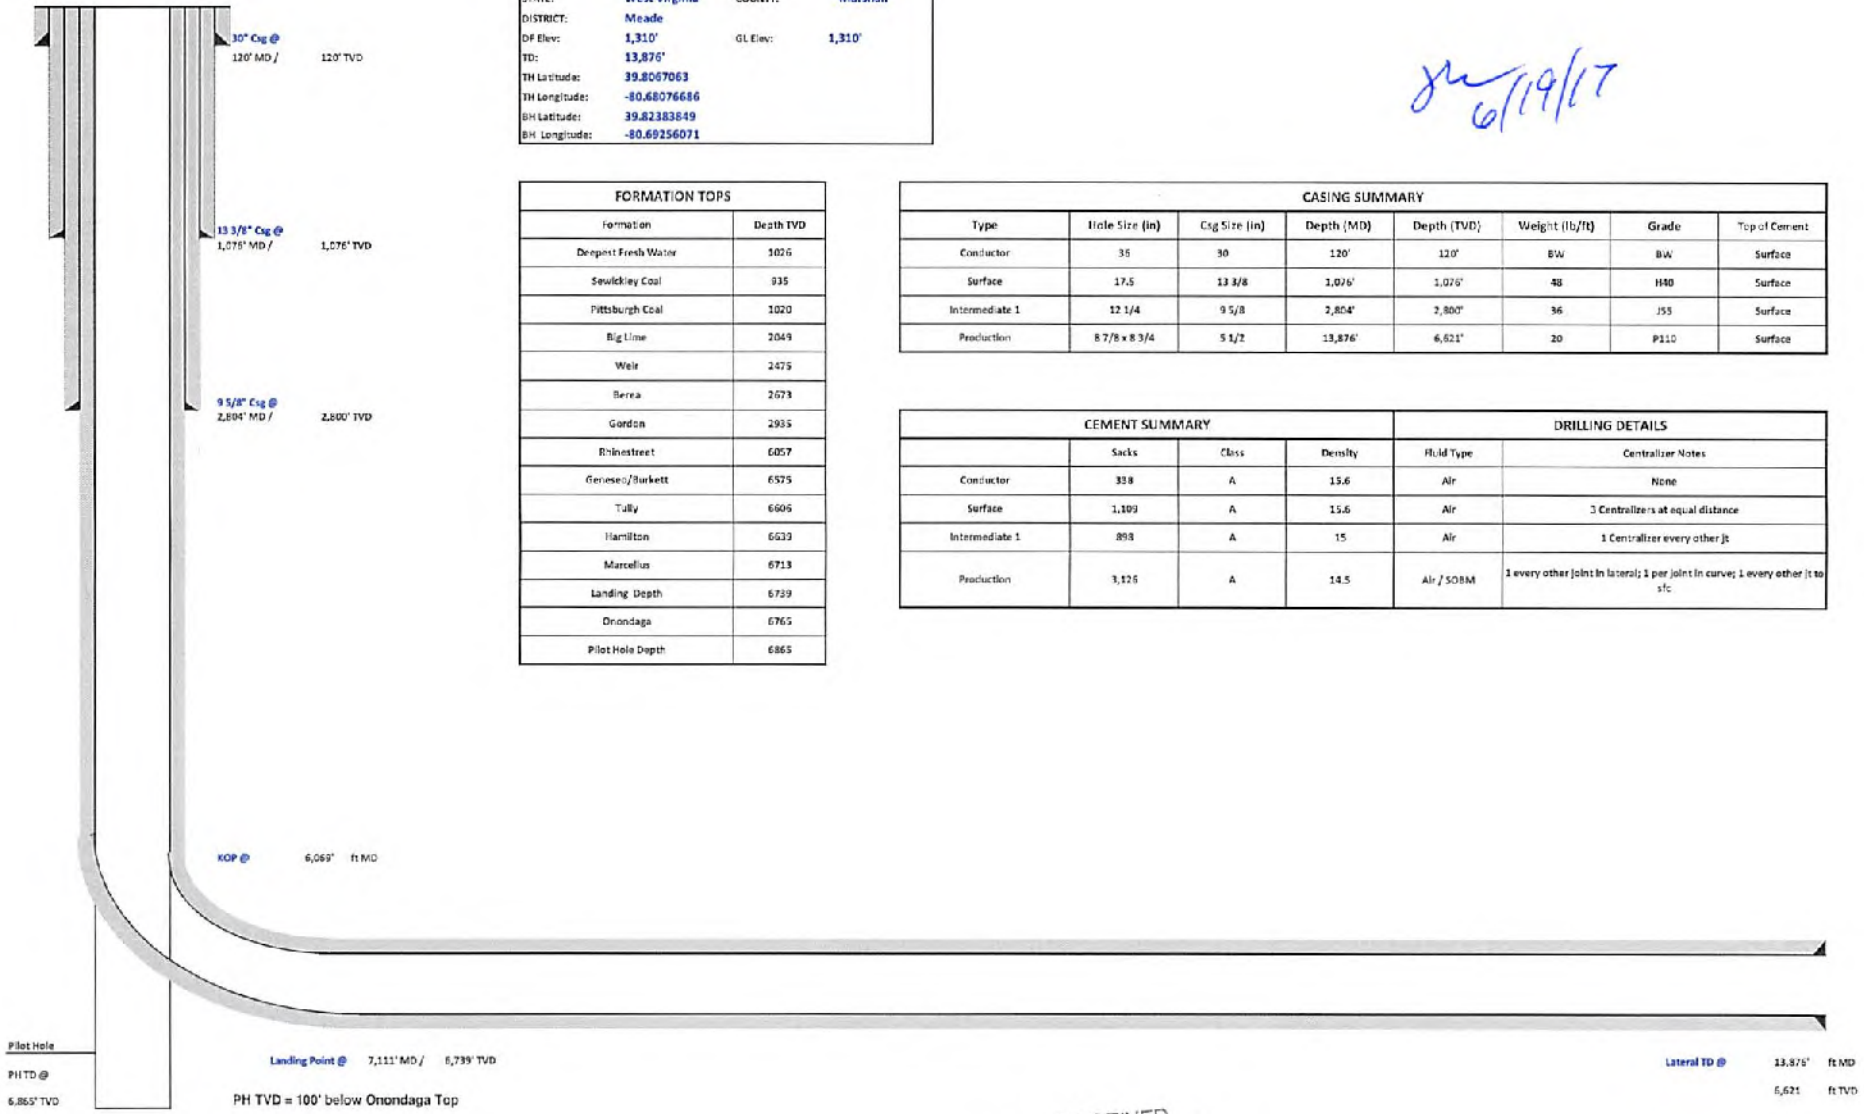 30" Csg @
120' MD / 120' TVD
13 3/8" Csg @
1,076' MD / 1,076' TVD
9 5/8" Csg @
2,804' MD / 2,800' TVD
KOP @ 6,069' ft MD
Pilot Hole
PH TD @
6,865' TVD
Landing Point @ 7,111' MD / 6,739' TVD
PH TVD = 100' below Onondaga Top
Lateral TD @ 13,876' ft MD
6,621 ft TVD
DISTRICT: Meade
DF Elev: 1,310' GL Elev: 1,310'
TD: 13,876'
TH Latitude: 39.8067063
TH Longitude: -80.68076686
BH Latitude: 39.82383849
BH Longitude: -80.69256071
6/19/17
FORMATION TOPS
Formation Depth TVD
Deepest Fresh Water 1026
Sewickley Coal 935
Pittsburgh Coal 1020
Big Lime 2049
Weir 2475
Berea 2673
Gordon 2935
Rhinestreet 6057
Geneseo/Burkett 6575
Tully 6606
Hamilton 6639
Marcellus 6713
Landing Depth 6739
Onondaga 6765
Pilot Hole Depth 6865
CASING SUMMARY
Type Hole Size (in) Csg Size (in) Depth (MD) Depth (TVD) Weight (lb/ft) Grade Top of Cement
Conductor 36 30 120' 120' BW BW Surface
Surface 17.5 13 3/8 1,076' 1,076' 48 H40 Surface
Intermediate 1 12 1/4 9 5/8 2,804' 2,800' 36 J55 Surface
Production 8 7/8 x 8 3/4 5 1/2 13,876' 6,621' 20 P110 Surface
CEMENT SUMMARY DRILLING DETAILS
Sacks Class Density Fluid Type Centralizer Notes
Conductor 338 A 15.6 Air None
Surface 1,109 A 15.6 Air 3 Centralizers at equal distance
Intermediate 1 898 A 15 Air 1 Centralizer every other jt
Production 3,126 A 14.5 Air / SOBM 1 every other joint in lateral; 1 per joint in curve; 1 every other jt to
sfc